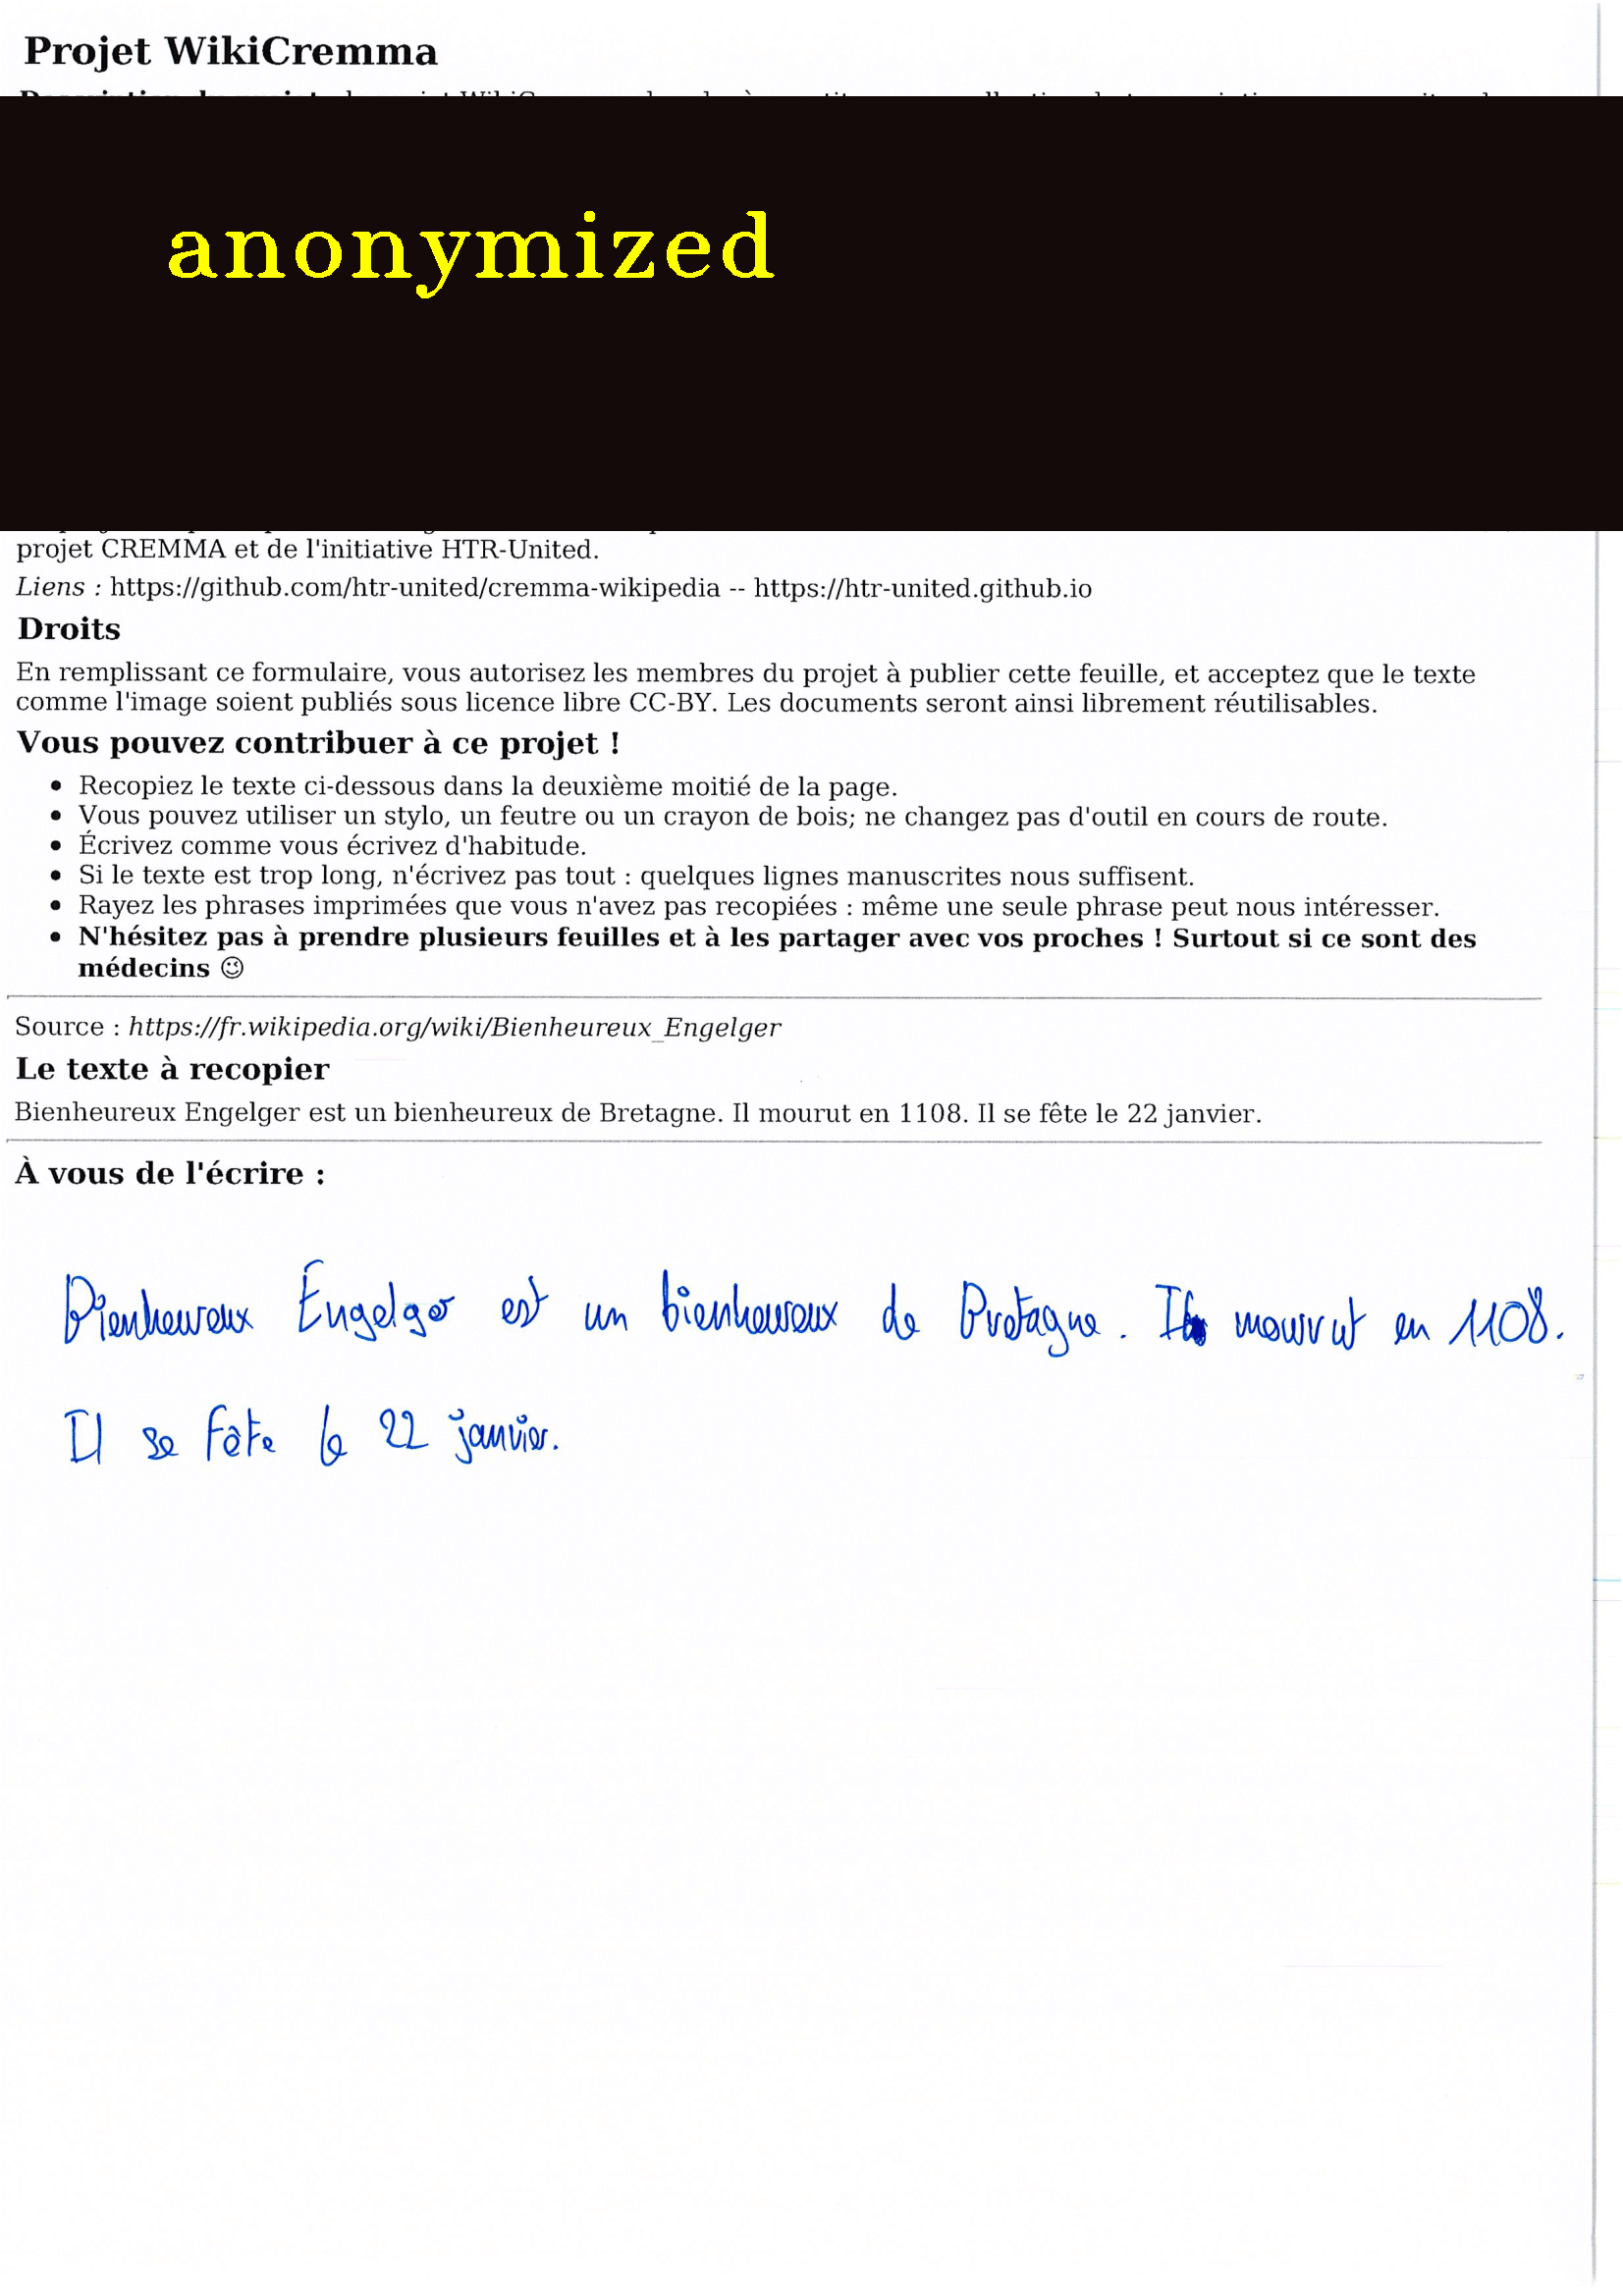 Projet WikiCremma
anonymized
projet CREMMA et de l'initiative HTR-United.
Liens : https://github.com/htr-united/cremma-wikipedia -- https://htr-united.github.io
Droits
En remplissant ce formulaire, vous autorisez les membres du projet à publier cette feuille, et acceptez que le texte
comme l'image soient publiés sous licence libre CC-BY. Les documents seront ainsi librement réutilisables.
Vous pouvez contribuer à ce projet !
• Recopiez le texte ci-dessous dans la deuxième moitié de la page.
• Vous pouvez utiliser un stylo, un feutre ou un crayon de bois; ne changez pas d'outil en cours de route.
• Écrivez comme vous écrivez d'habitude.
• Si le texte est trop long, n'écrivez pas tout : quelques lignes manuscrites nous suffisent.
• Rayez les phrases imprimées que vous n'avez pas recopiées : même une seule phrase peut nous intéresser.
• N'hésitez pas à prendre plusieurs feuilles et à les partager avec vos proches ! Surtout si ce sont des
médecins ☺
Source : https://fr.wikipedia.org/wiki/Bienheureux_Engelger
Le texte à recopier
Bienheureux Engelger est un bienheureux de Bretagne. Il mourut en 1108. Il se fête le 22 janvier.
À vous de l'écrire :
Bienheureux Engelger est un bienheureux de Bretagne. Il mourut en 1108.
Il se fête le 22 janvier.